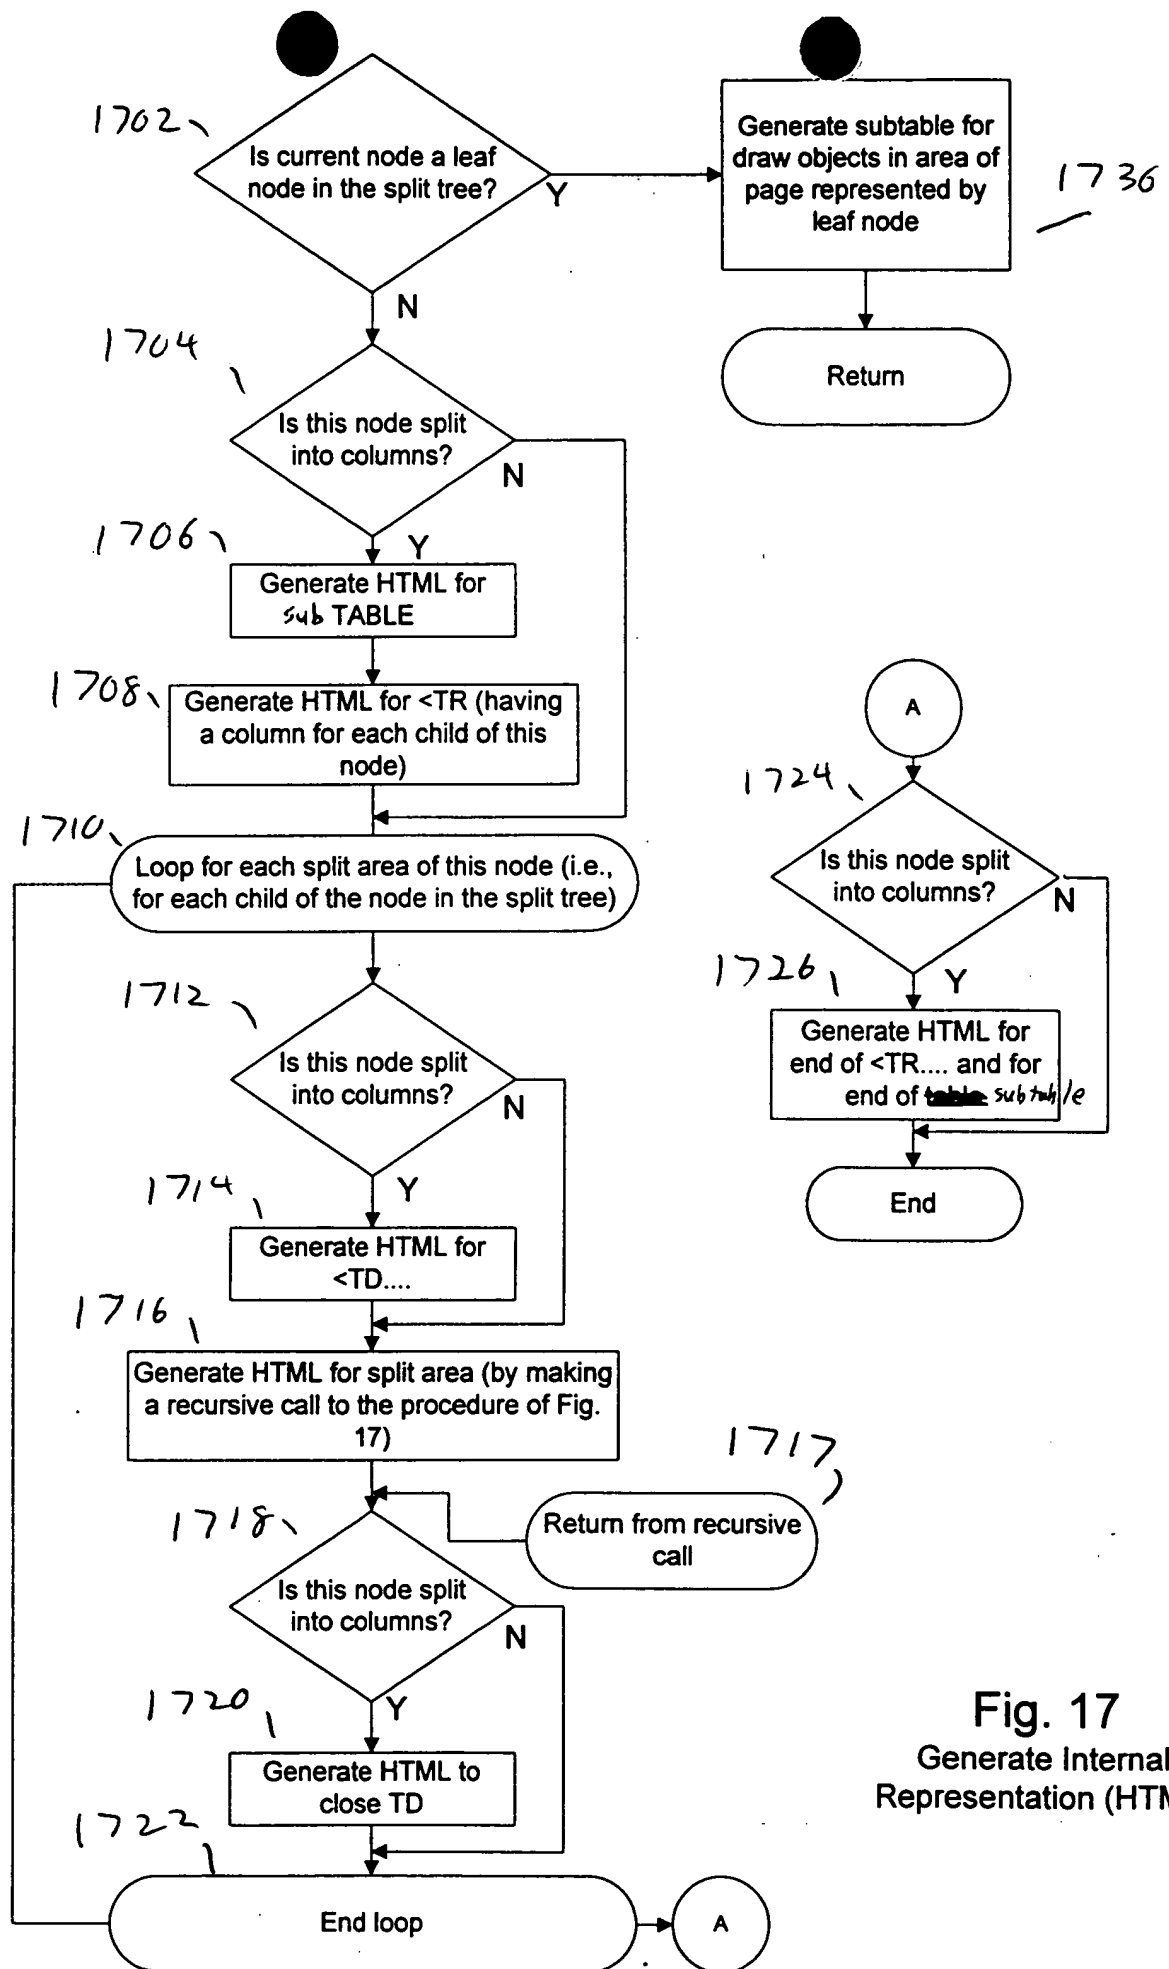 1702
Is current node a leaf
node in the split tree?
Y
N
Generate subtable for
draw objects in area of
page represented by
leaf node
1736
Return
1704
Is this node split
into columns?
N
Y
1706
Generate HTML for
sub TABLE
1708
Generate HTML for <TR (having
a column for each child of this
node)
1710
Loop for each split area of this node (i.e.,
for each child of the node in the split tree)
1712
Is this node split
into columns?
N
Y
1714
Generate HTML for
<TD....
1716
Generate HTML for split area (by making
a recursive call to the procedure of Fig.
17)
1717
Return from recursive
call
1718
Is this node split
into columns?
N
Y
1720
Generate HTML to
close TD
1722
End loop
A
A
1724
Is this node split
into columns?
N
Y
1726
Generate HTML for
end of <TR.... and for
end of table subtable
End
Fig. 17
Generate Internal
Representation (HTM